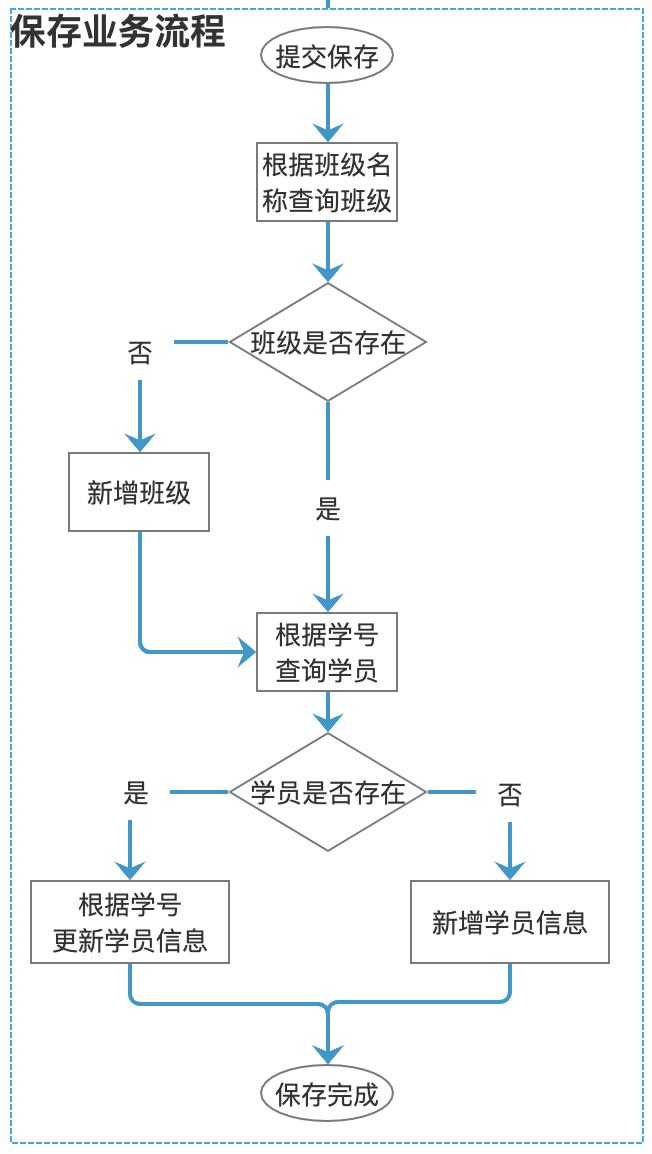 保存业务流程
提交保存
根据班级名
称查询班级
班级是否存在
否
新增班级
是
根据学号
查询学员
学员是否存在
是
否
根据学号
更新学员信息
新增学员信息
保存完成